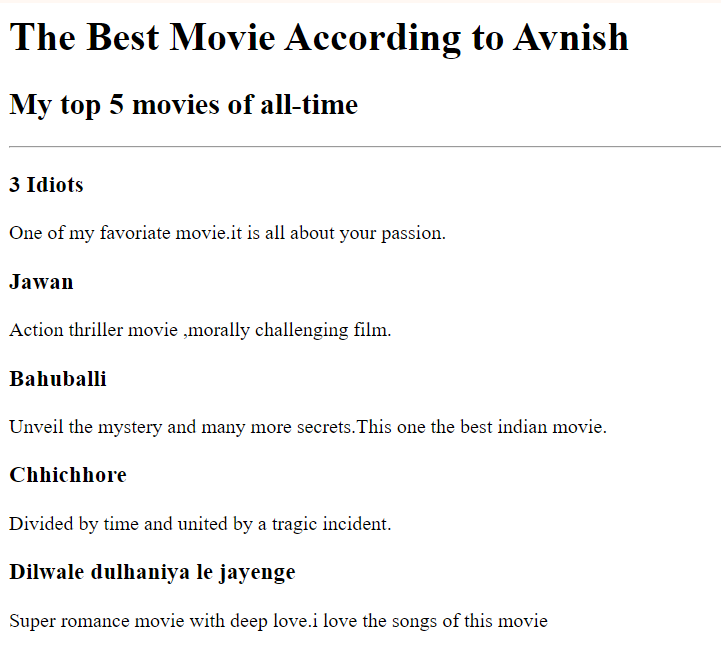 The Best Movie According to Avnish
My top 5 movies of all-time
3 Idiots
One of my favoriate movie.it is all about your passion.
Jawan
Action thriller movie ,morally challenging film.
Bahuballi
Unveil the mystery and many more secrets.This one the best indian movie.
Chhichhore
Divided by time and united by a tragic incident.
Dilwale dulhaniya le jayenge
Super romance movie with deep love.i love the songs of this movie